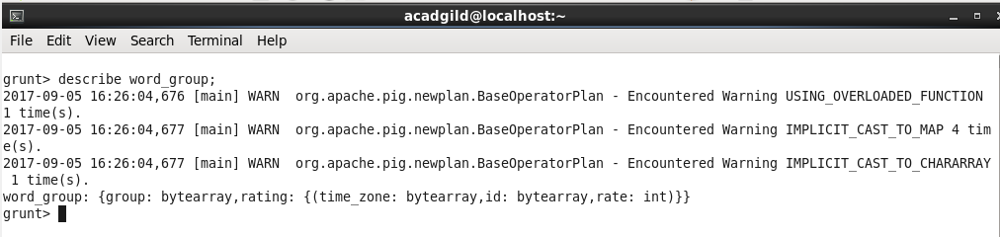 acadgild@localhost:~
File Edit View Search Terminal Help
grunt> describe word_group;
2017-09-05 16:26:04,676 [main] WARN  org.apache.pig.newplan.BaseOperatorPlan - Encountered Warning USING_OVERLOADED_FUNCTION
1 time(s).
2017-09-05 16:26:04,677 [main] WARN  org.apache.pig.newplan.BaseOperatorPlan - Encountered Warning IMPLICIT_CAST_TO_MAP 4 tim
e(s).
2017-09-05 16:26:04,677 [main] WARN  org.apache.pig.newplan.BaseOperatorPlan - Encountered Warning IMPLICIT_CAST_TO_CHARARRAY
 1 time(s).
word_group: {group: bytearray,rating: {(time_zone: bytearray,id: bytearray,rate: int)}}
grunt>